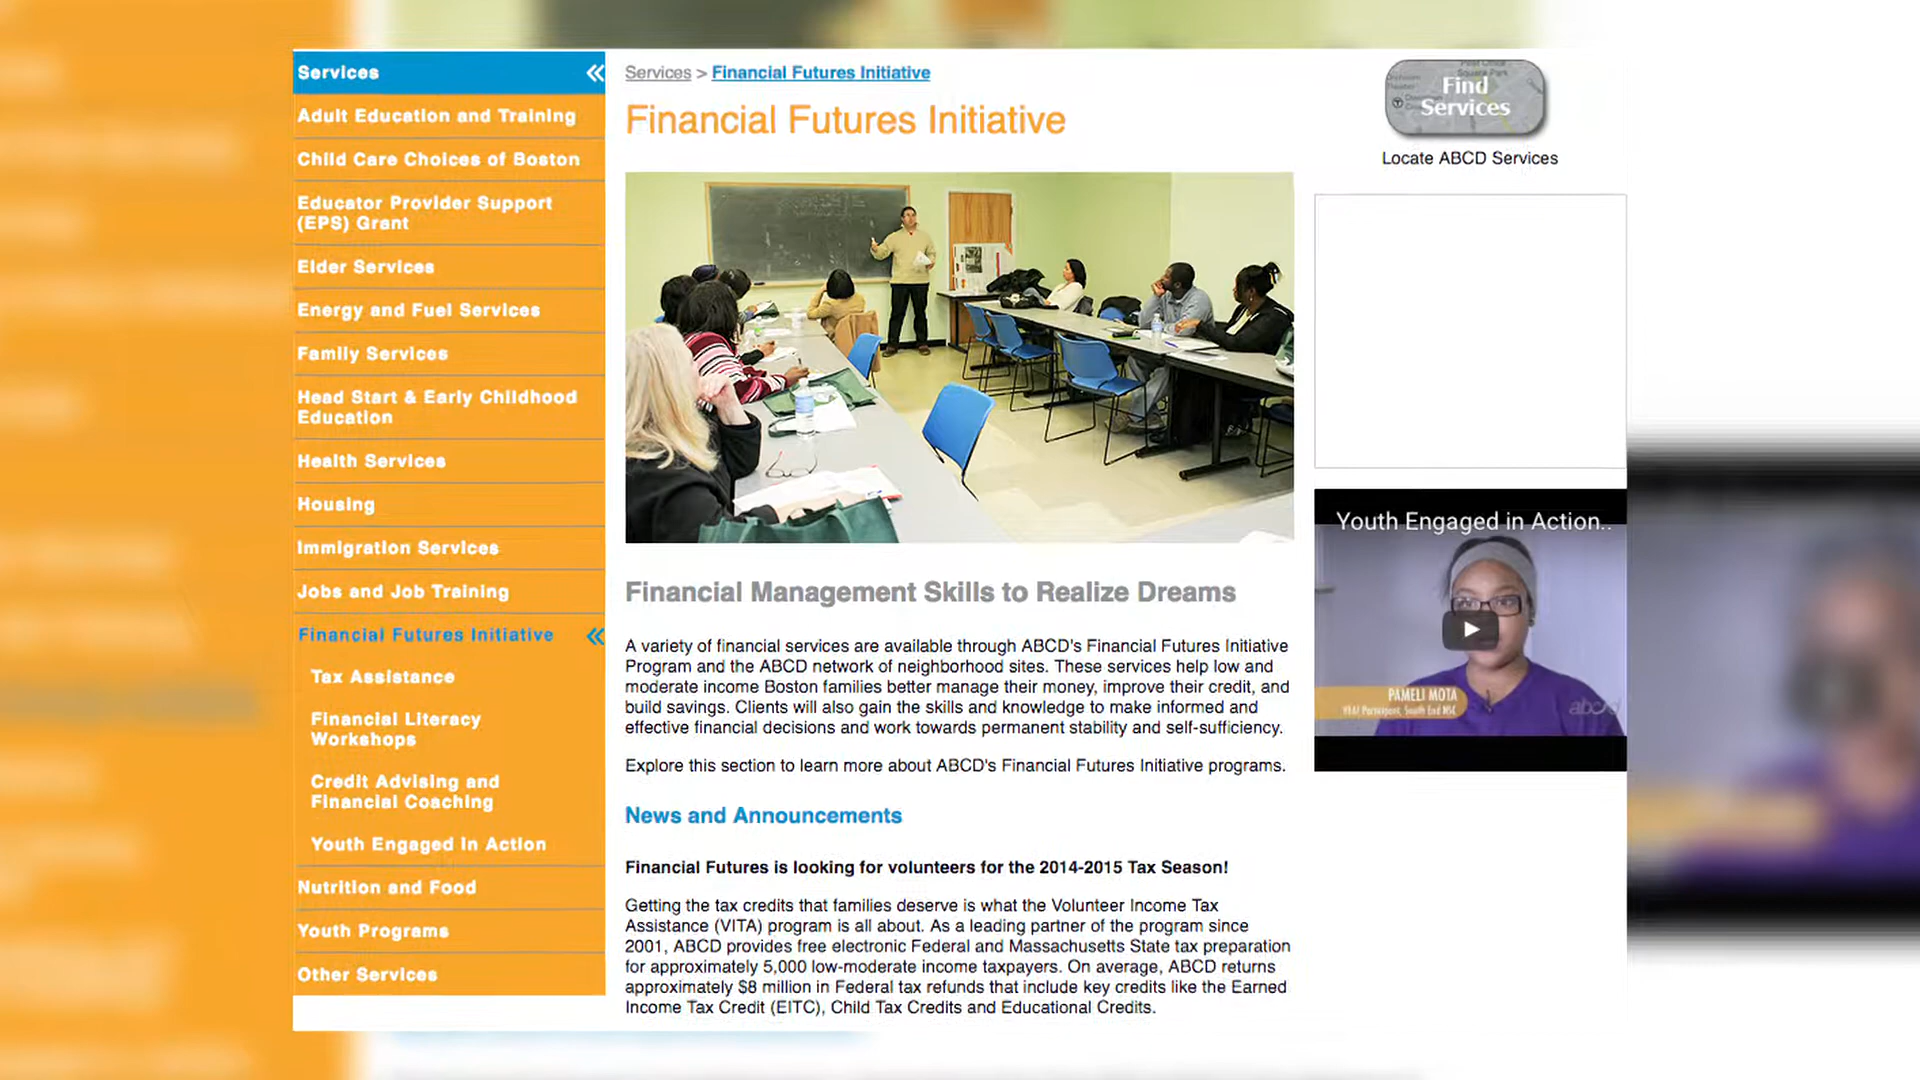 Services
Adult Education and Training
Child Care Choices of Boston
Educator Provider Support
(EPS) Grant
Elder Services
Energy and Fuel Services
Family Services
Head Start & Early Childhood
Education
Health Services
Housing
Immigration Services
Jobs and Job Training
Financial Futures Initiative
Tax Assistance
Financial Literacy
Workshops
Credit Advising and
Financial Coaching
Youth Engaged in Action
Nutrition and Food
Youth Programs
Other Services
Services > Financial Futures Initiative
Financial Futures Initiative
Financial Management Skills to Realize Dreams
A variety of financial services are available through ABCD's Financial Futures Initiative
Program and the ABCD network of neighborhood sites. These services help low and
moderate income Boston families better manage their money, improve their credit, and
build savings. Clients will also gain the skills and knowledge to make informed and
effective financial decisions and work towards permanent stability and self-sufficiency.
Explore this section to learn more about ABCD's Financial Futures Initiative programs.
News and Announcements
Financial Futures is looking for volunteers for the 2014-2015 Tax Season!
Getting the tax credits that families deserve is what the Volunteer Income Tax
Assistance (VITA) program is all about. As a leading partner of the program since
2001, ABCD provides free electronic Federal and Massachusetts State tax preparation
for approximately 5,000 low-moderate income taxpayers. On average, ABCD returns
approximately $8 million in Federal tax refunds that include key credits like the Earned
Income Tax Credit (EITC), Child Tax Credits and Educational Credits.
Find
Services
Locate ABCD Services
Youth Engaged in Action..
PAMELI MOTA
Participant, South End
abcd